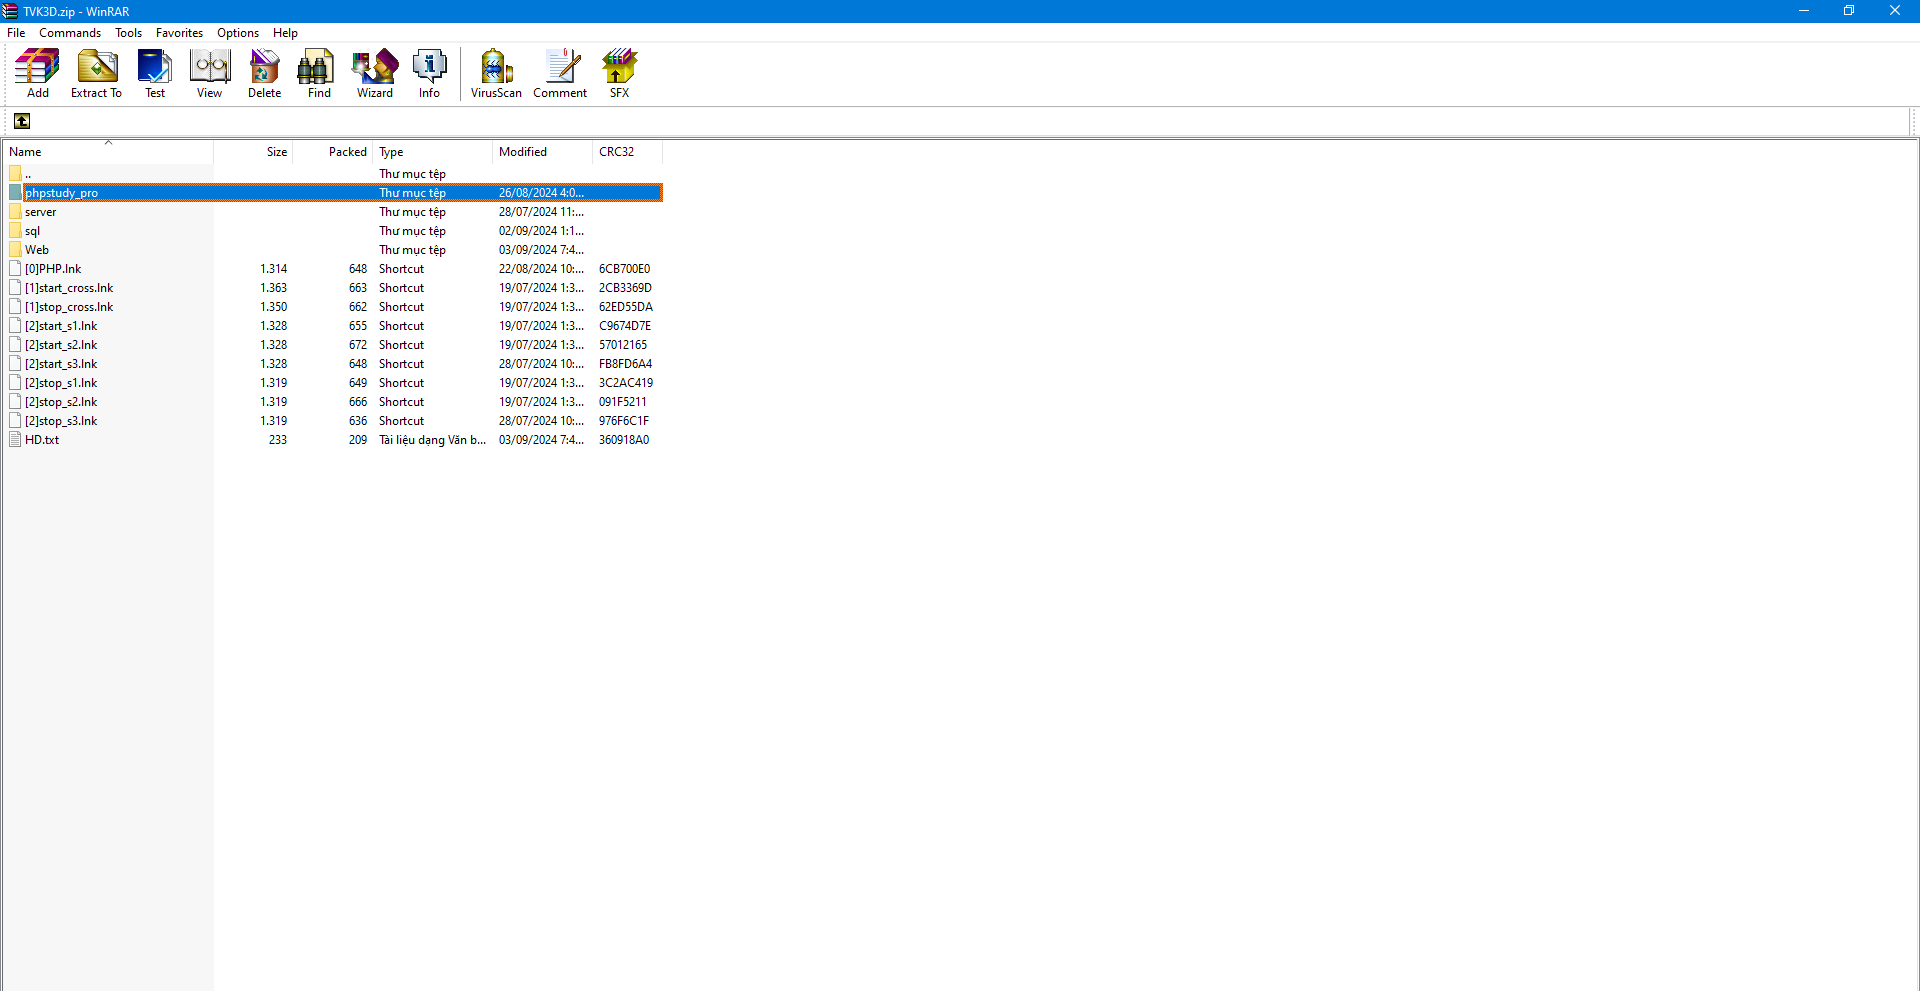 TVK3D.zip - WinRAR
File Commands Tools Favorites Options Help
Add Extract To Test View Delete Find Wizard Info VirusScan Comment SFX
Name Size Packed Type Modified CRC32
.. Thư mục tệp
phpstudy_pro Thư mục tệp 26/08/2024 4:0...
server Thư mục tệp 28/07/2024 11:...
sql Thư mục tệp 02/09/2024 1:1...
Web Thư mục tệp 03/09/2024 7:4...
[0]PHP.lnk 1.314 648 Shortcut 22/08/2024 10:... 6CB700E0
[1]start_cross.lnk 1.363 663 Shortcut 19/07/2024 1:3... 2CB3369D
[1]stop_cross.lnk 1.350 662 Shortcut 19/07/2024 1:3... 62ED55DA
[2]start_s1.lnk 1.328 655 Shortcut 19/07/2024 1:3... C9674D7E
[2]start_s2.lnk 1.328 672 Shortcut 19/07/2024 1:3... 57012165
[2]start_s3.lnk 1.328 648 Shortcut 28/07/2024 10:... FB8FD6A4
[2]stop_s1.lnk 1.319 649 Shortcut 19/07/2024 1:3... 3C2AC419
[2]stop_s2.lnk 1.319 666 Shortcut 19/07/2024 1:3... 091F5211
[2]stop_s3.lnk 1.319 636 Shortcut 28/07/2024 10:... 976F6C1F
HD.txt 233 209 Tài liệu dạng Văn b... 03/09/2024 7:4... 360918A0